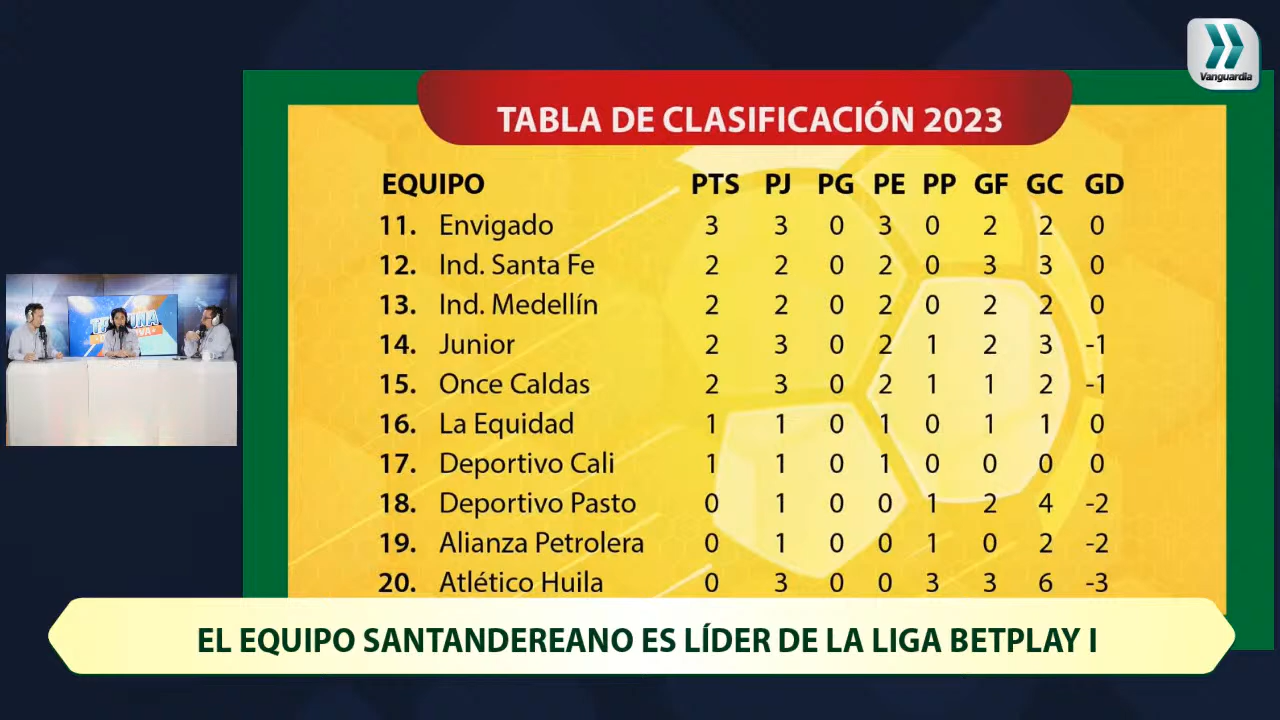 Vanguardia
TABLA DE CLASIFICACIÓN 2023
EQUIPO PTS PJ PG PE PP GF GC GD
11. Envigado 3 3 0 3 0 2 2 0
12. Ind. Santa Fe 2 2 0 2 0 3 3 0
13. Ind. Medellín 2 2 0 2 0 2 2 0
14. Junior 2 3 0 2 1 2 3 -1
15. Once Caldas 2 3 0 2 1 1 2 -1
16. La Equidad 1 1 0 1 0 1 1 0
17. Deportivo Cali 1 1 0 1 0 0 0 0
18. Deportivo Pasto 0 1 0 0 1 2 4 -2
19. Alianza Petrolera 0 1 0 0 1 0 2 -2
20. Atlético Huila 0 3 0 0 3 3 6 -3
EL EQUIPO SANTANDEREANO ES LÍDER DE LA LIGA BETPLAY I